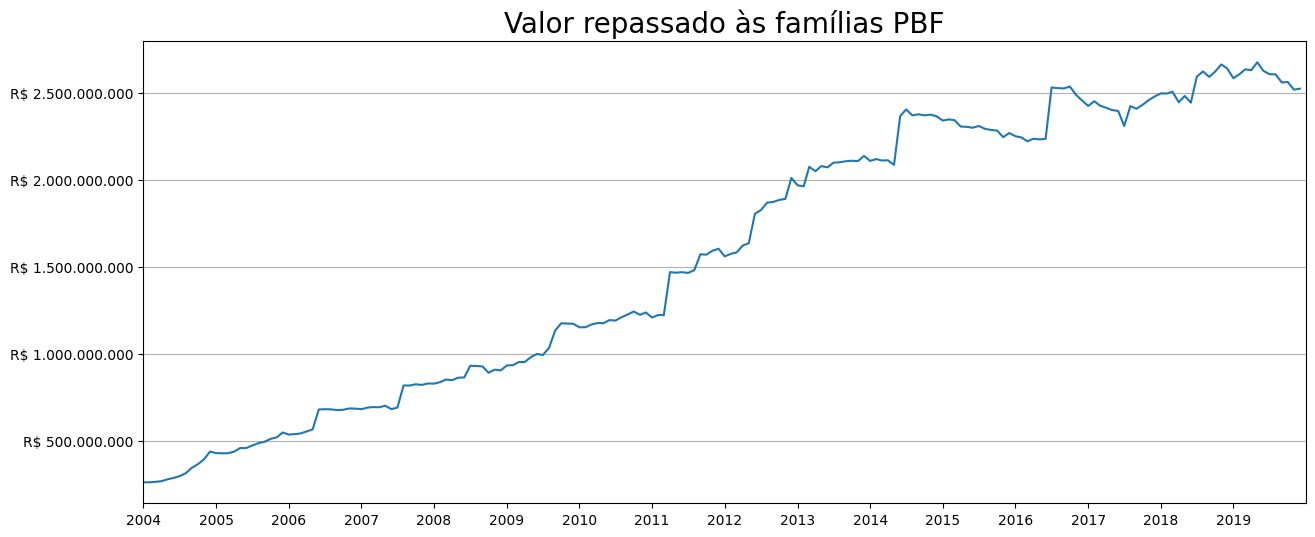 Valor repassado às famílias PBF
R$ 2.500.000.000
R$ 2.000.000.000
R$ 1.500.000.000
R$ 1.000.000.000
R$ 500.000.000
2004 2005 2006 2007 2008 2009 2010 2011 2012 2013 2014 2015 2016 2017 2018 2019